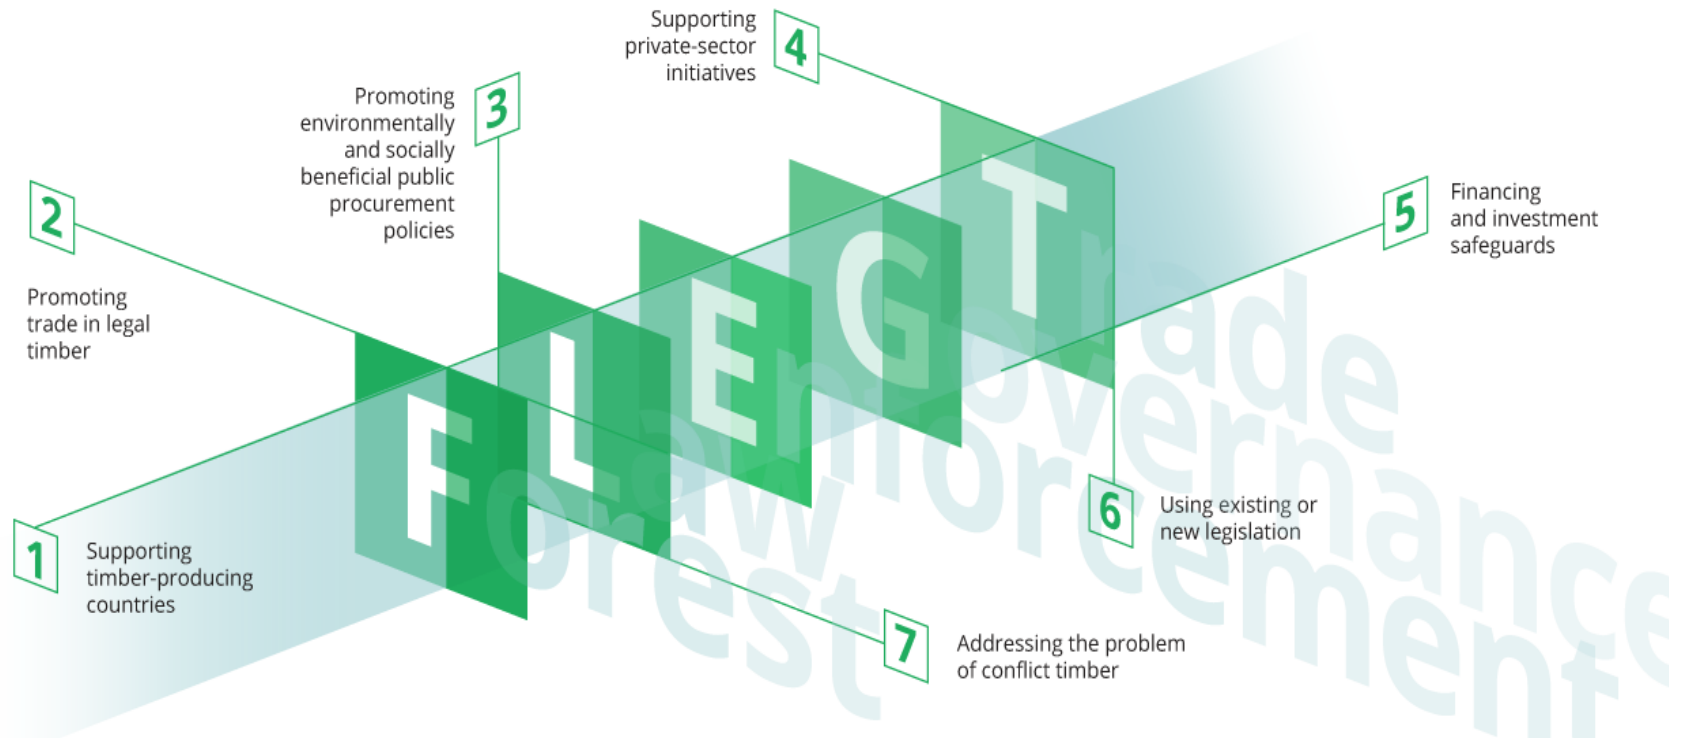 1
Supporting
timber-producing
countries
2
Promoting
trade in legal
timber
3
Promoting
environmentally
and socially
beneficial public
procurement
policies
4
Supporting
private-sector
initiatives
5
Financing
and investment
safeguards
6
Using existing or
new legislation
7
Addressing the problem
of conflict timber
F L E G T
Forest
Law
Enforcement
Governance
Trade